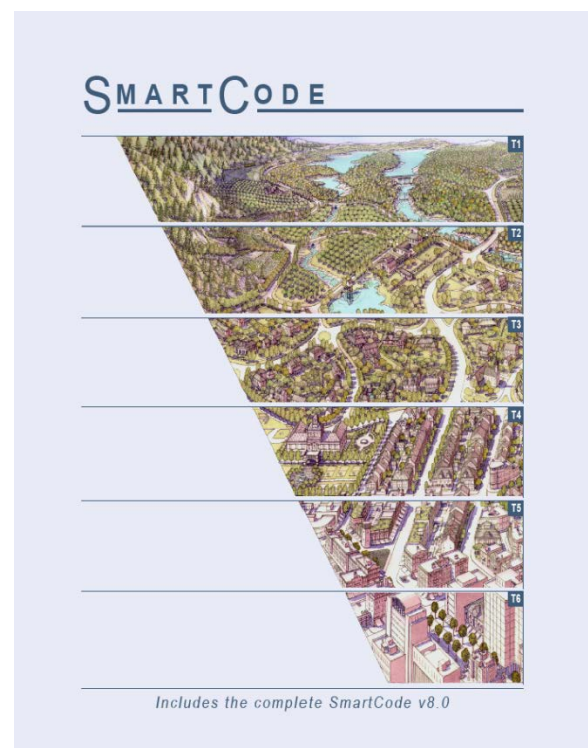 SMARTCODE
T1
T2
T3
T4
T5
T6
Includes the complete SmartCode v8.0